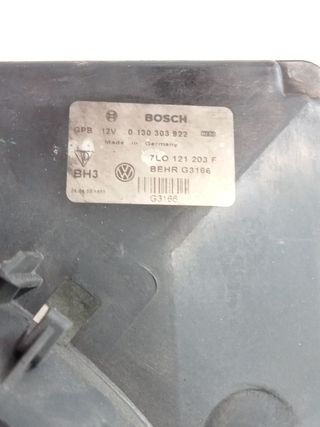 BOSCH
GPB 12V 0 130 303 922
Made in Germany
7L0 121 203 F
BH3 BEHR G3166
G3166